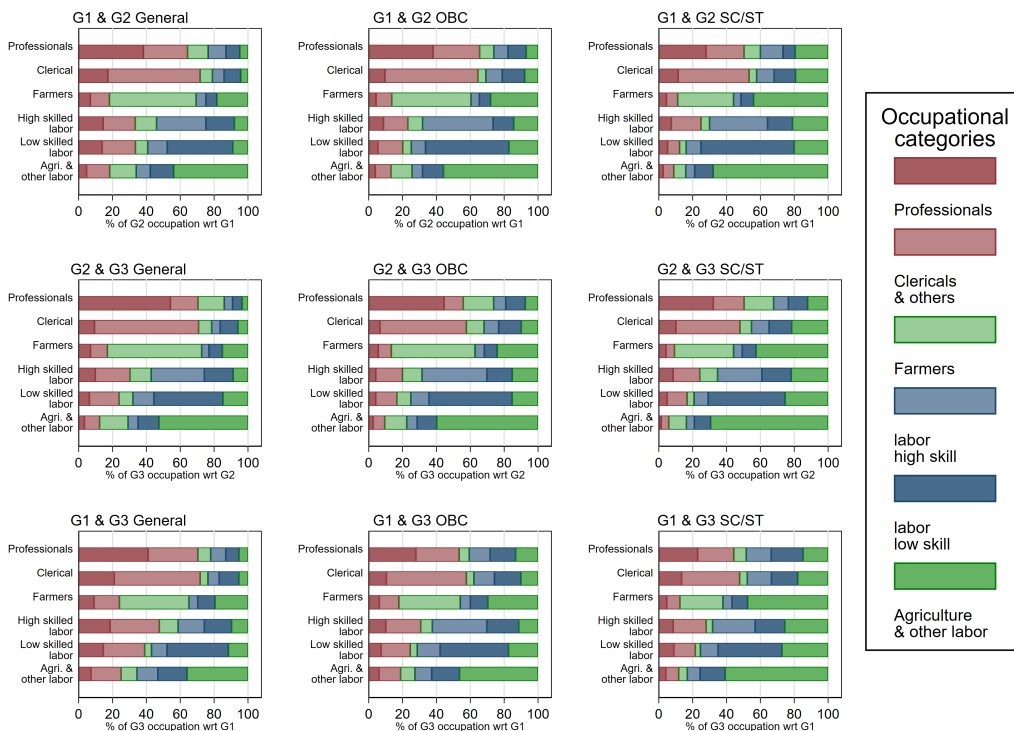 G1 & G2 General
Professionals
Clerical
Farmers
High skilled
labor
Low skilled
labor
Agri. &
other labor
0 20 40 60 80 100
% of G2 occupation wrt G1
G1 & G2 OBC
Professionals
Clerical
Farmers
High skilled
labor
Low skilled
labor
Agri. &
other labor
0 20 40 60 80 100
% of G2 occupation wrt G1
G1 & G2 SC/ST
Professionals
Clerical
Farmers
High skilled
labor
Low skilled
labor
Agri. &
other labor
0 20 40 60 80 100
% of G2 occupation wrt G1
G2 & G3 General
Professionals
Clerical
Farmers
High skilled
labor
Low skilled
labor
Agri. &
other labor
0 20 40 60 80 100
% of G3 occupation wrt G2
G2 & G3 OBC
Professionals
Clerical
Farmers
High skilled
labor
Low skilled
labor
Agri. &
other labor
0 20 40 60 80 100
% of G3 occupation wrt G2
G2 & G3 SC/ST
Professionals
Clerical
Farmers
High skilled
labor
Low skilled
labor
Agri. &
other labor
0 20 40 60 80 100
% of G3 occupation wrt G2
G1 & G3 General
Professionals
Clerical
Farmers
High skilled
labor
Low skilled
labor
Agri. &
other labor
0 20 40 60 80 100
% of G3 occupation wrt G1
G1 & G3 OBC
Professionals
Clerical
Farmers
High skilled
labor
Low skilled
labor
Agri. &
other labor
0 20 40 60 80 100
% of G3 occupation wrt G1
G1 & G3 SC/ST
Professionals
Clerical
Farmers
High skilled
labor
Low skilled
labor
Agri. &
other labor
0 20 40 60 80 100
% of G3 occupation wrt G1
Occupational
categories
Professionals
Clericals
& others
Farmers
labor
high skill
labor
low skill
Agriculture
& other labor